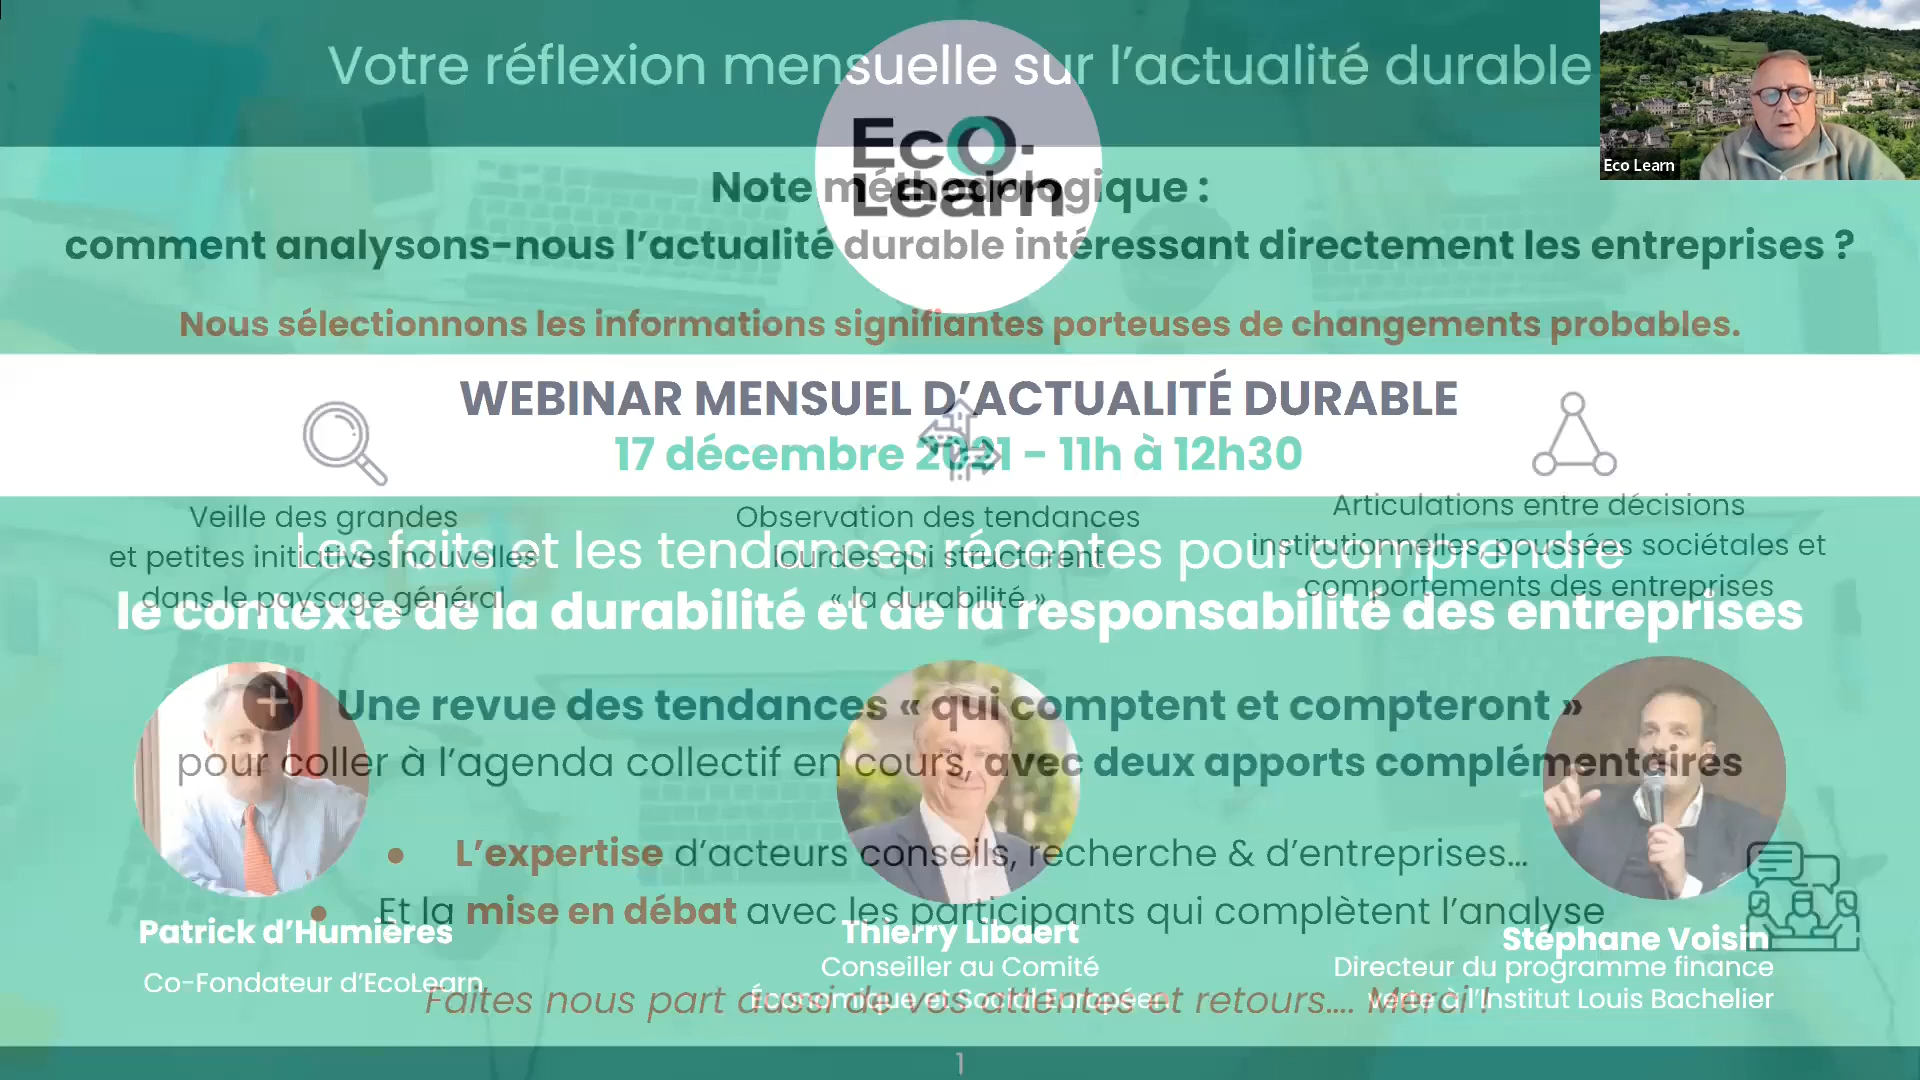 Votre réflexion mensuelle sur l’actualité durable
Eco Learn
EcO.
Learn
Note méthodologique :
comment analysons-nous l’actualité durable intéressant directement les entreprises ?
Nous sélectionnons les informations signifiantes porteuses de changements probables.
WEBINAR MENSUEL D’ACTUALITÉ DURABLE
17 décembre 2021 - 11h à 12h30
Veille des grandes
et petites initiatives nouvelles
dans le paysage général
Observation des tendances
lourdes qui structurent
« la durabilité »
Articulations entre décisions
institutionnelles, poussées sociétales et
comportements des entreprises
Les faits et les tendances récentes pour comprendre
le contexte de la durabilité et de la responsabilité des entreprises
Une revue des tendances « qui comptent et compteront »
pour coller à l’agenda collectif en cours, avec deux apports complémentaires
• L’expertise d’acteurs conseils, recherche & d’entreprises...
• Et la mise en débat avec les participants qui complètent l’analyse
Patrick d’Humières
Co-Fondateur d’EcoLearn
Thierry Libaert
Conseiller au Comité
Économique et Social Européen
Stéphane Voisin
Directeur du programme finance
verte à l’Institut Louis Bachelier
Faites nous part aussi de vos attentes et retours.... Merci !
1